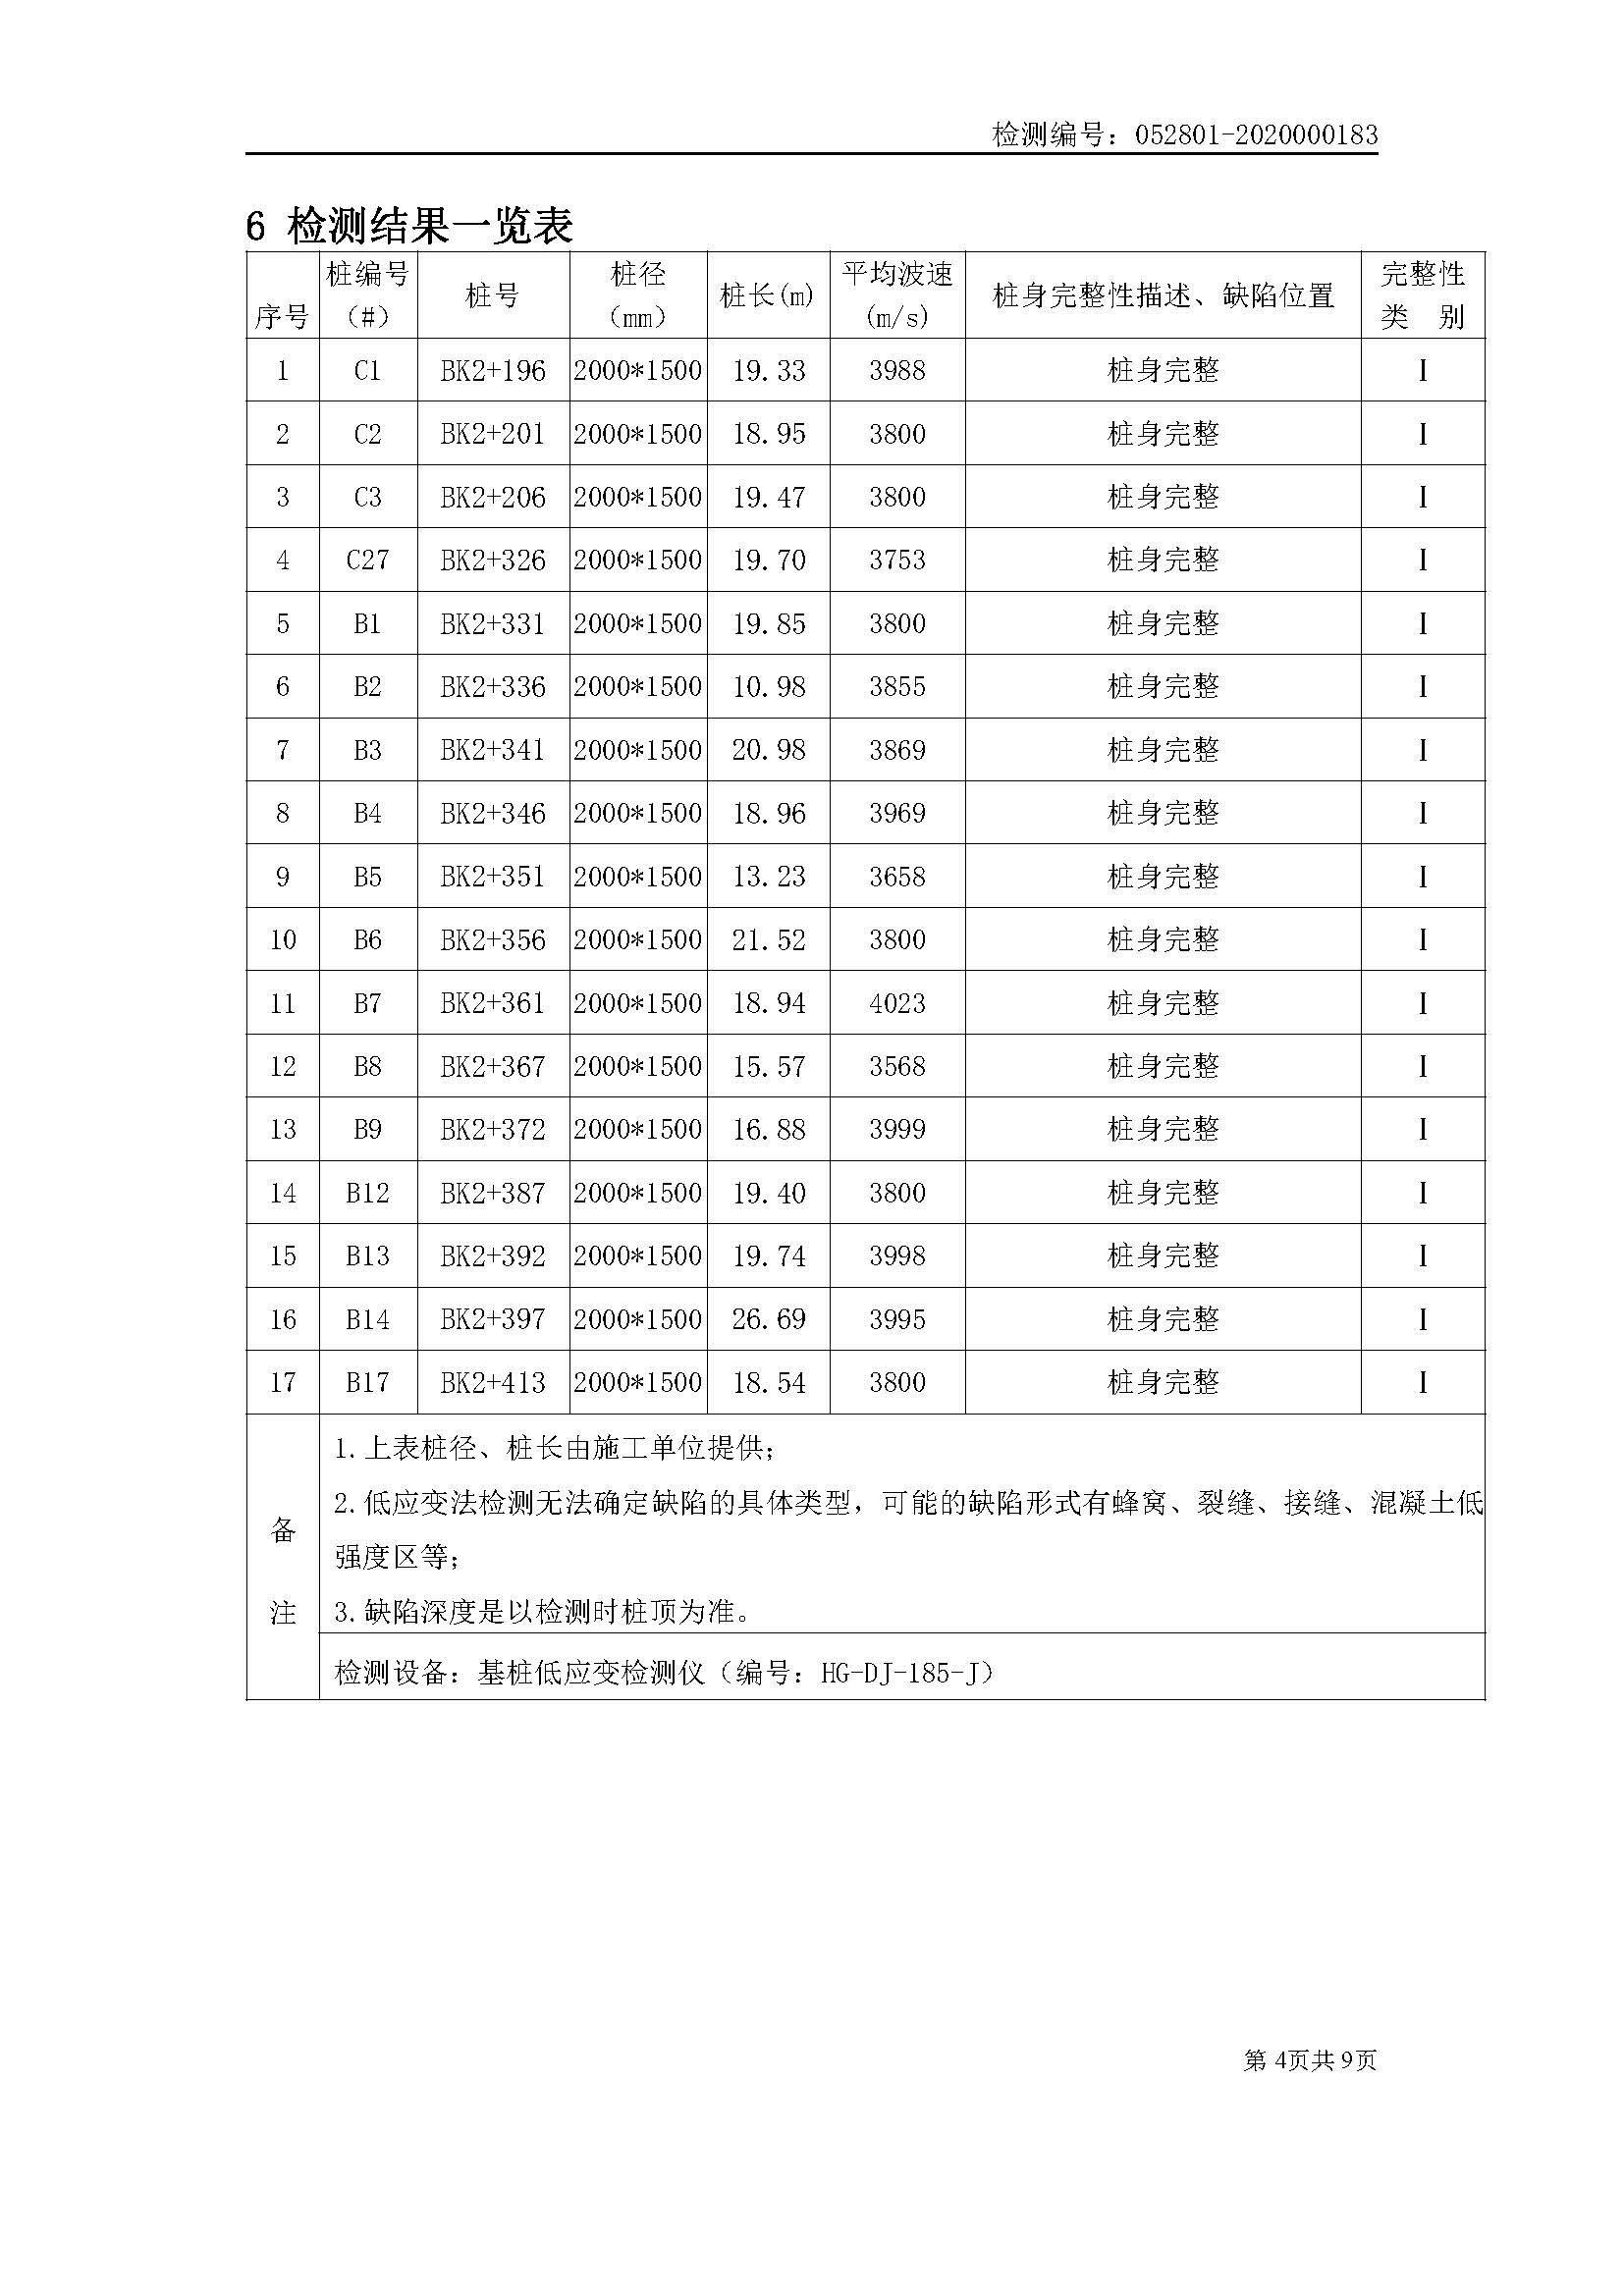 检测编号：052801-2020000183
6 检测结果一览表
序号 桩编号（#） 桩号 桩径（mm） 桩长(m) 平均波速(m/s) 桩身完整性描述、缺陷位置 完整性类 别
1 C1 BK2+196 2000*1500 19.33 3988 桩身完整 I
2 C2 BK2+201 2000*1500 18.95 3800 桩身完整 I
3 C3 BK2+206 2000*1500 19.47 3800 桩身完整 I
4 C27 BK2+326 2000*1500 19.70 3753 桩身完整 I
5 B1 BK2+331 2000*1500 19.85 3800 桩身完整 I
6 B2 BK2+336 2000*1500 10.98 3855 桩身完整 I
7 B3 BK2+341 2000*1500 20.98 3869 桩身完整 I
8 B4 BK2+346 2000*1500 18.96 3969 桩身完整 I
9 B5 BK2+351 2000*1500 13.23 3658 桩身完整 I
10 B6 BK2+356 2000*1500 21.52 3800 桩身完整 I
11 B7 BK2+361 2000*1500 18.94 4023 桩身完整 I
12 B8 BK2+367 2000*1500 15.57 3568 桩身完整 I
13 B9 BK2+372 2000*1500 16.88 3999 桩身完整 I
14 B12 BK2+387 2000*1500 19.40 3800 桩身完整 I
15 B13 BK2+392 2000*1500 19.74 3998 桩身完整 I
16 B14 BK2+397 2000*1500 26.69 3995 桩身完整 I
17 B17 BK2+413 2000*1500 18.54 3800 桩身完整 I
备注
1.上表桩径、桩长由施工单位提供；
2.低应变法检测无法确定缺陷的具体类型，可能的缺陷形式有蜂窝、裂缝、接缝、混凝土低
强度区等；
3.缺陷深度是以检测时桩顶为准。
检测设备：基桩低应变检测仪（编号：HG-DJ-185-J）
第 4页共 9页